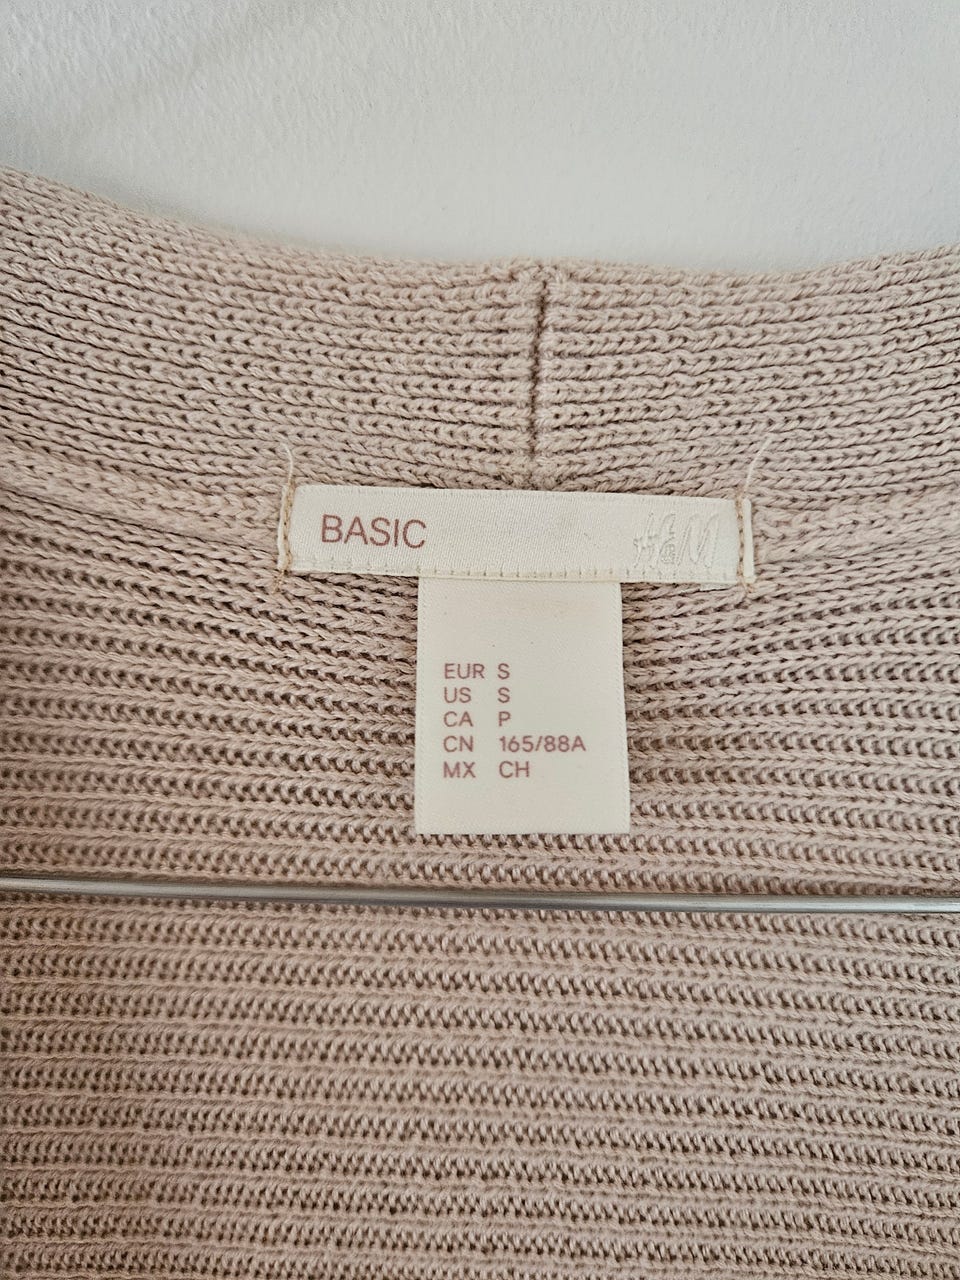 BASIC H&M
EUR S
US S
CA P
CN 165/88A
MX CH